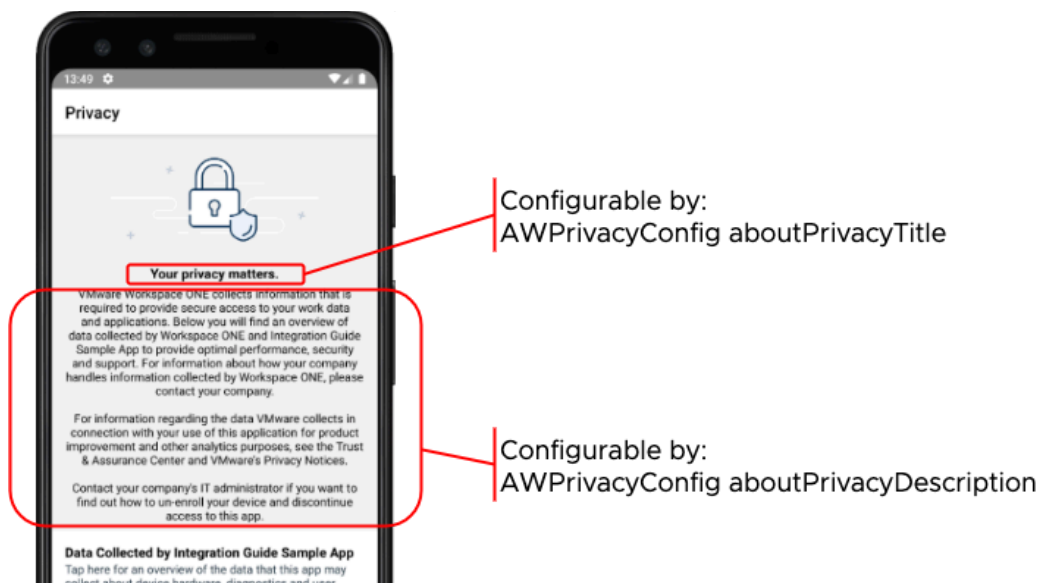 13:49
Privacy
Your privacy matters.
VMware Workspace ONE collects information that is
required to provide secure access to your work data
and applications. Below you will find an overview of
data collected by Workspace ONE and Integration Guide
Sample App to provide optimal performance, security
and support. For information about how your company
handles information collected by Workspace ONE, please
contact your company.
For information regarding the data VMware collects in
connection with your use of this application for product
improvement and other analytics purposes, see the Trust
& Assurance Center and VMware's Privacy Notices.
Contact your company's IT administrator if you want to
find out how to un-enroll your device and discontinue
access to this app.
Data Collected by Integration Guide Sample App
Tap here for an overview of the data that this app may
collect about device hardware, diagnostics and user
Configurable by:
AWPrivacyConfig aboutPrivacyTitle
Configurable by:
AWPrivacyConfig aboutPrivacyDescription